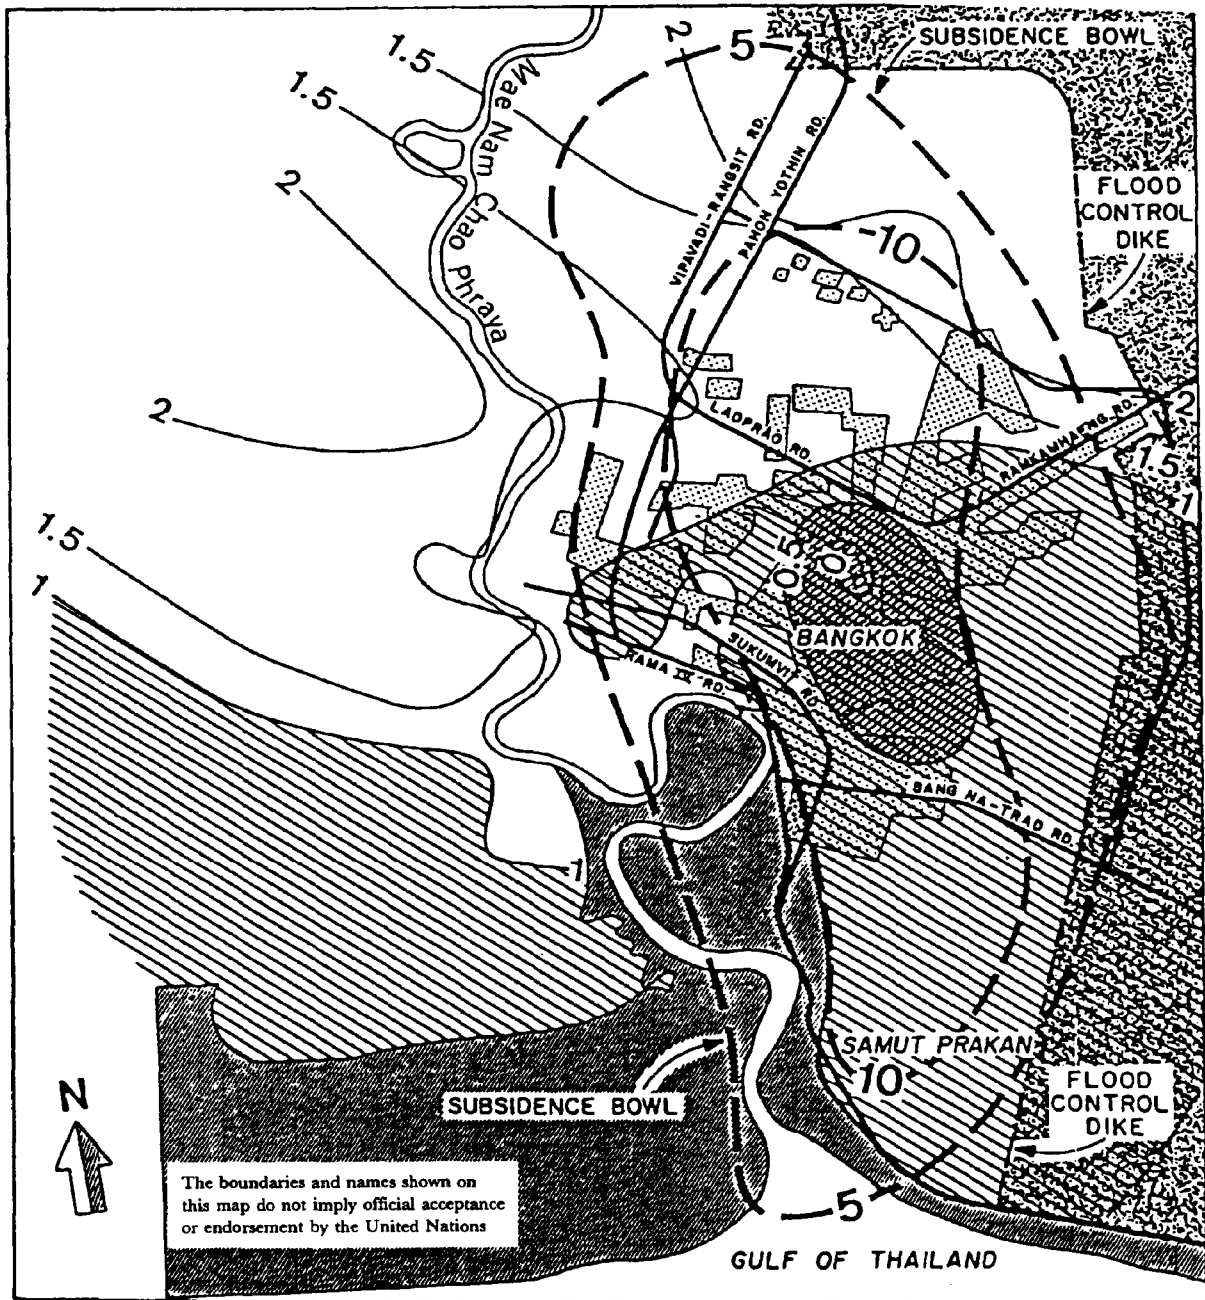 5
SUBSIDENCE BOWL
2
1.5
1.5
Mae Nam Chao Phraya
VIPAVADI-RANGSIT RD.
PAHON YOTHIN RD.
FLOOD
CONTROL
DIKE
2
10
2
LAOPRAO RD.
RAMKAMHAENG RD.
2
1.5
1
1.5
1
0.5
0
BANGKOK
SUKUMVIT RD.
RAMA IV RD.
BANG NA-TRAD RD.
1
SAMUT PRAKAN
10
FLOOD
CONTROL
DIKE
SUBSIDENCE BOWL
N
The boundaries and names shown on
this map do not imply official acceptance
or endorsement by the United Nations
5
GULF OF THAILAND